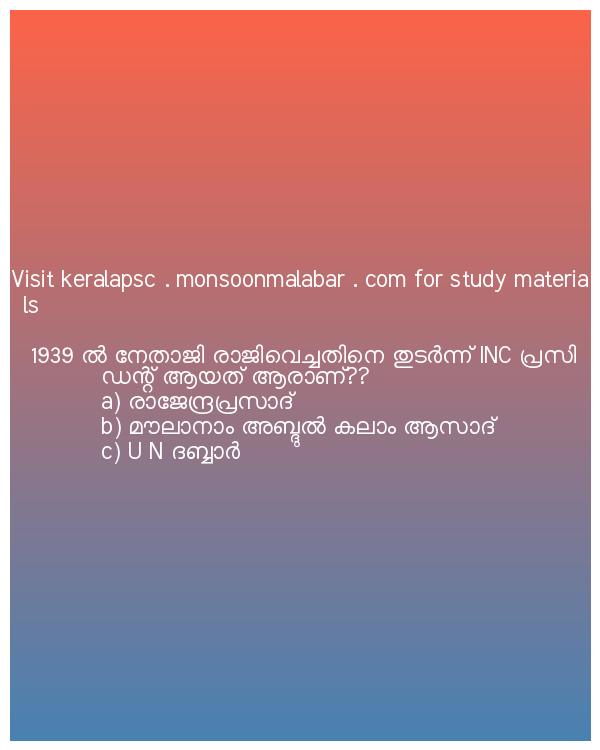 Visit keralapsc . monsoonmalabar . com for study materia
ls
1939 ൽ നേതാജി രാജിവെച്ചതിനെ തുടർന്ന് INC പ്രസി
ഡന്റ് ആയത് ആരാണ്??
a) രാജേന്ദ്രപ്രസാദ്
b) മൗലാനാം അബ്ദുൽ കലാം ആസാദ്
c) U N ദബ്ബാർ